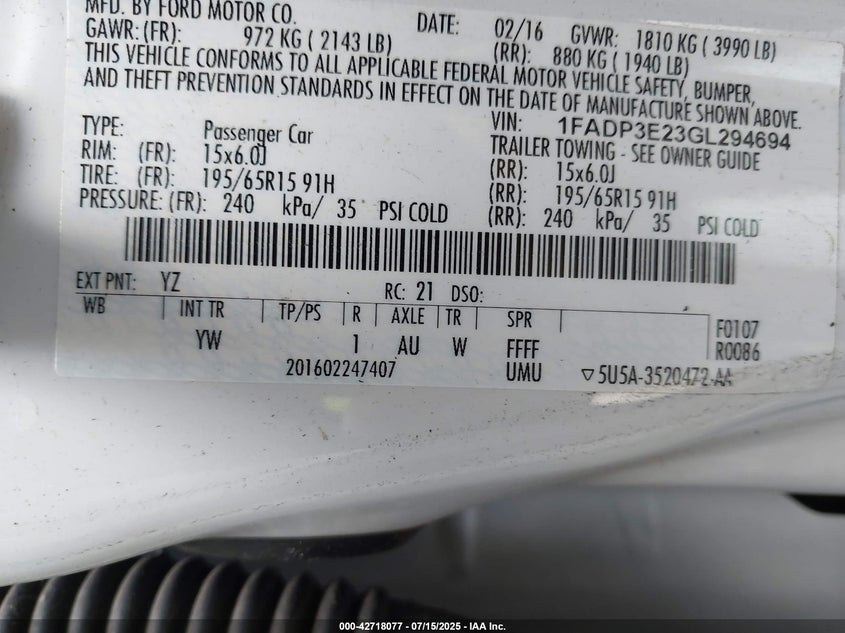 MFD. BY FORD MOTOR CO.
DATE: 02/16 GVWR: 1810 KG ( 3990 LB)
GAWR: (FR): 972 KG ( 2143 LB) (RR): 880 KG ( 1940 LB)
THIS VEHICLE CONFORMS TO ALL APPLICABLE FEDERAL MOTOR VEHICLE SAFETY, BUMPER,
AND THEFT PREVENTION STANDARDS IN EFFECT ON THE DATE OF MANUFACTURE SHOWN ABOVE.
VIN: 1FADP3E23GL294694
TYPE: Passenger Car TRAILER TOWING - SEE OWNER GUIDE
RIM: (FR): 15x6.0J (RR): 15x6.0J
TIRE: (FR): 195/65R15 91H (RR): 195/65R15 91H
PRESSURE: (FR): 240 kPa/ 35 PSI COLD (RR): 240 kPa/ 35 PSI COLD
EXT PNT: YZ RC: 21 DSO:
WB INT TR TP/PS R AXLE TR SPR F0107
YW 1 AU W FFFF R0086
201602247407 UMU ▽5U5A-3520472-AA
000-42718077 - 07/15/2025 - IAA Inc.